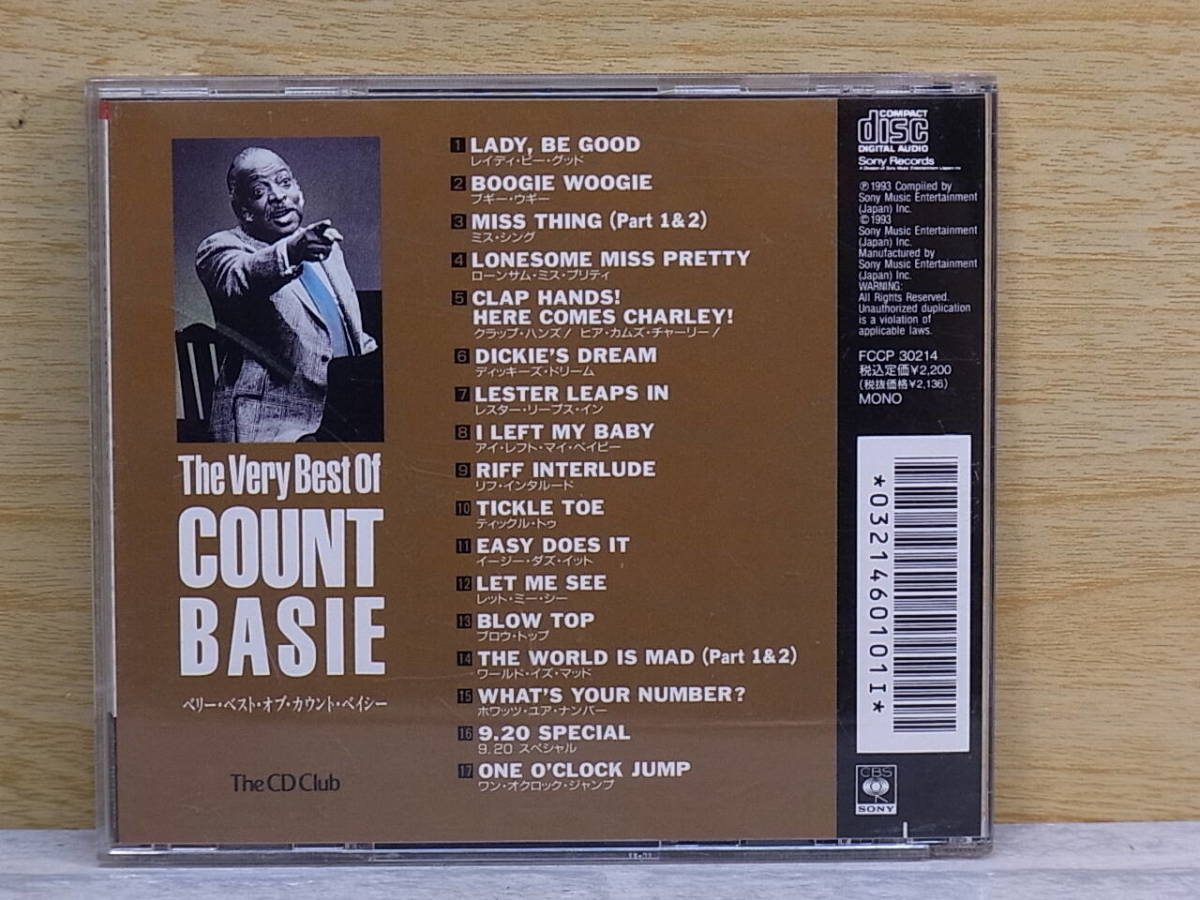 The Very Best Of
COUNT
BASIE
ベリー・ベスト・オブ・カウント・ベイシー
The CD Club
1 LADY, BE GOOD
レイディ・ビー・グッド
2 BOOGIE WOOGIE
ブギー・ウギー
3 MISS THING (Part 1&2)
ミス・シング
4 LONESOME MISS PRETTY
ローンサム・ミス・プリティ
5 CLAP HANDS!
HERE COMES CHARLEY!
クラップ・ハンズ! ヒア・カムズ・チャーリー!
6 DICKIE'S DREAM
ディッキーズ・ドリーム
7 LESTER LEAPS IN
レスター・リープス・イン
8 I LEFT MY BABY
アイ・レフト・マイ・ベイビー
9 RIFF INTERLUDE
リフ・インタルード
10 TICKLE TOE
ティックル・トゥ
11 EASY DOES IT
イージー・ダズ・イット
12 LET ME SEE
レット・ミー・シー
13 BLOW TOP
ブロウ・トップ
14 THE WORLD IS MAD (Part 1&2)
ワールド・イズ・マッド
15 WHAT'S YOUR NUMBER?
ホワッツ・ユア・ナンバー
16 9.20 SPECIAL
9.20 スペシャル
17 ONE O'CLOCK JUMP
ワン・オクロック・ジャンプ
COMPACT
disc
DIGITAL AUDIO
Sony Records
A Division of Sony Music Entertainment (Japan) Inc.
℗1993 Compiled by
Sony Music Entertainment
(Japan) Inc.
©1993
Sony Music Entertainment
(Japan) Inc.
Manufactured by
Sony Music Entertainment
(Japan) Inc.
WARNING:
All Rights Reserved.
Unauthorized duplication
is a violation of
applicable laws.
FCCP 30214
税込定価¥2,200
(税抜価格¥2,136)
MONO
*0321460101I*
CBS
SONY